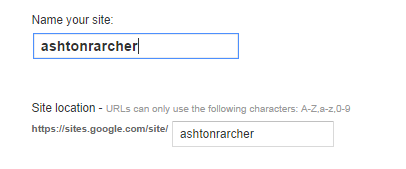 Name your site:
ashtonrarcher
Site location - URLs can only use the following characters: A-Z,a-z,0-9
https://sites.google.com/site/ ashtonrarcher